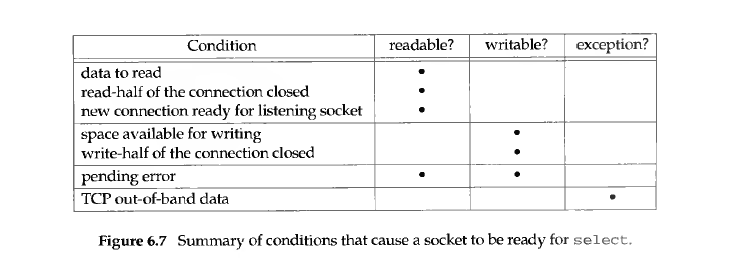 Condition readable? writable? exception?
data to read •
read-half of the connection closed •
new connection ready for listening socket •
space available for writing •
write-half of the connection closed •
pending error • •
TCP out-of-band data •
Figure 6.7 Summary of conditions that cause a socket to be ready for select.